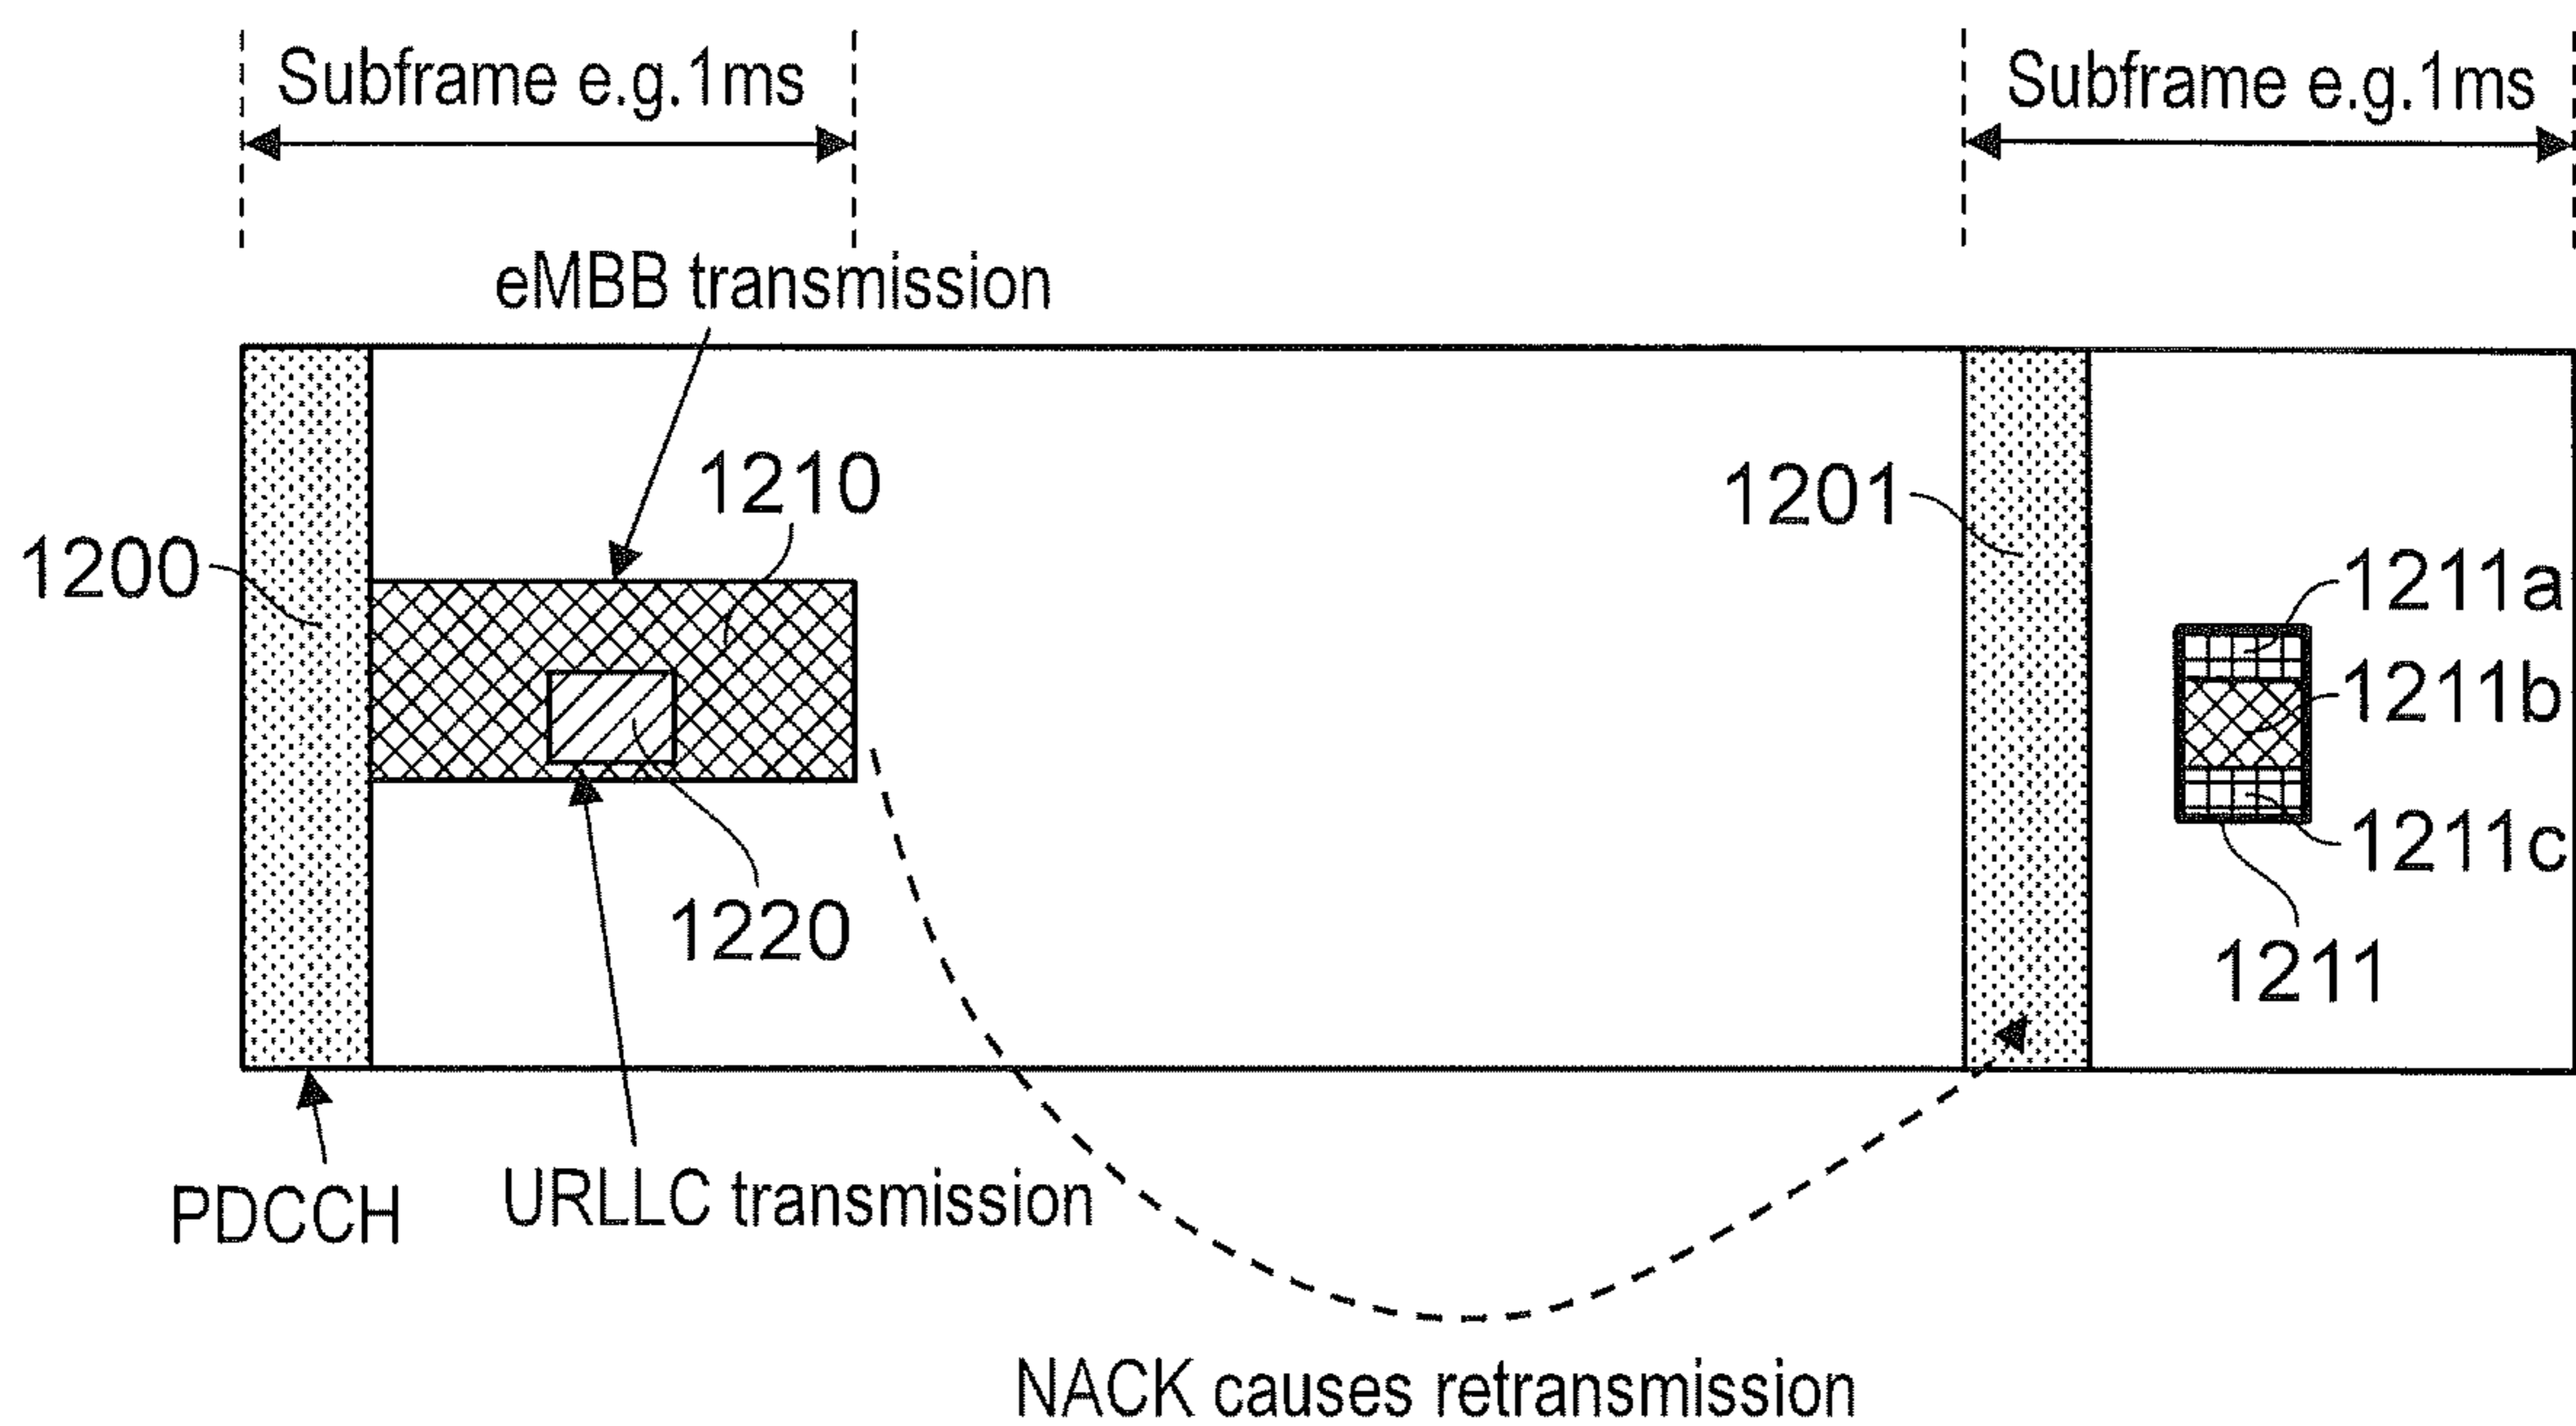 Subframe e.g.1ms
Subframe e.g.1ms
eMBB transmission
1210
1201
1200
1211a
1211b
1211c
1220
1211
PDCCH
URLLC transmission
NACK causes retransmission